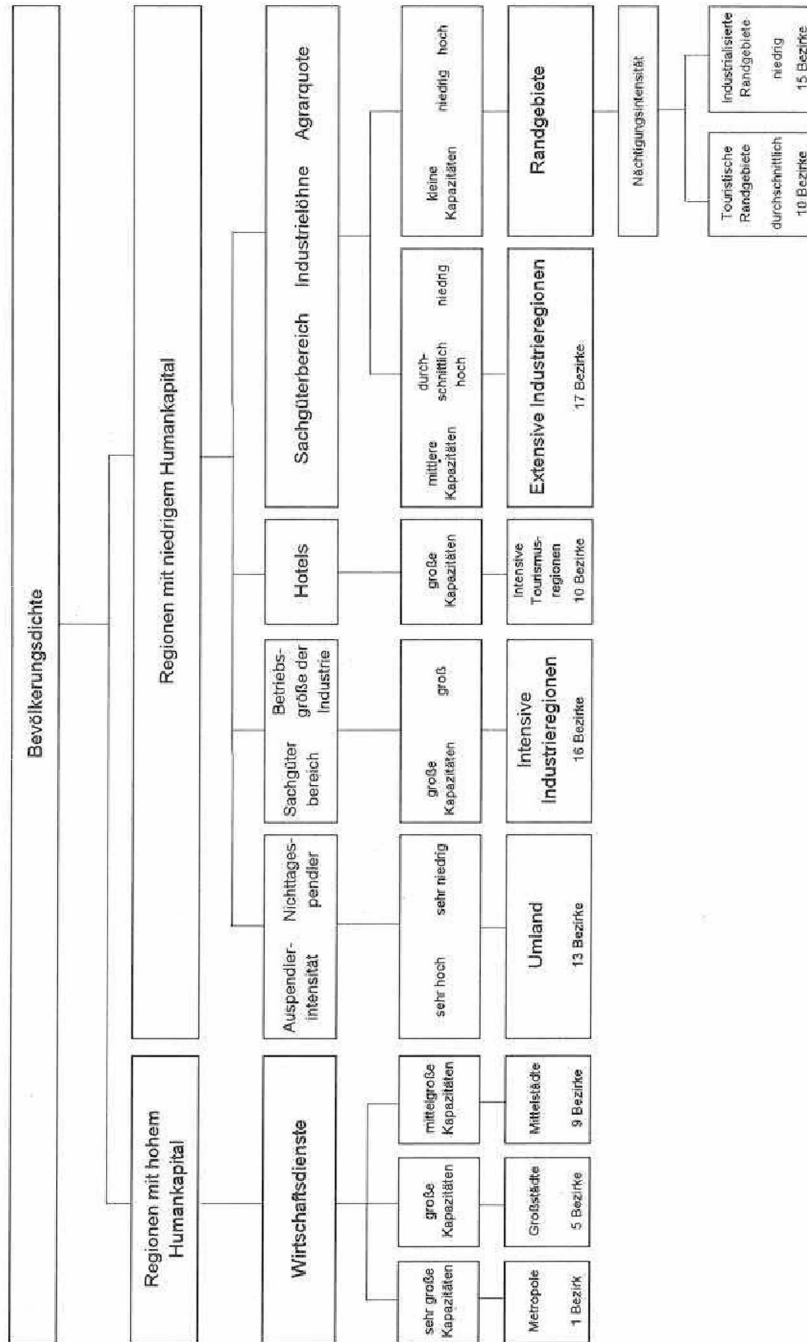 Bevölkerungsdichte
Regionen mit hohem
Humankapital
Regionen mit niedrigem Humankapital
Wirtschaftsdienste
Auspendler-
intensität
Nichttages-
pendler
Sachgüter
bereich
Betriebs-
größe der
Industrie
Hotels
Sachgüterbereich Industrielöhne Agrarquote
sehr große
Kapazitäten
große
Kapazitäten
mittelgroße
Kapazitäten
sehr hoch
sehr niedrig
große
Kapazitäten
groß
große
Kapazitäten
mittlere
Kapazitäten
durch-
schnittlich
hoch
niedrig
kleine
Kapazitäten
niedrig
hoch
Metropole
1 Bezirk
Großstädte
5 Bezirke
Mittelstädte
9 Bezirke
Umland
13 Bezirke
Intensive
Industrieregionen
16 Bezirke
Intensive
Tourismus-
regionen
10 Bezirke
Extensive Industrieregionen
17 Bezirke
Randgebiete
Nächtigungsintensität
Touristische
Randgebiete
durchschnittlich
10 Bezirke
Industrialisierte
Randgebiete
niedrig
15 Bezirke